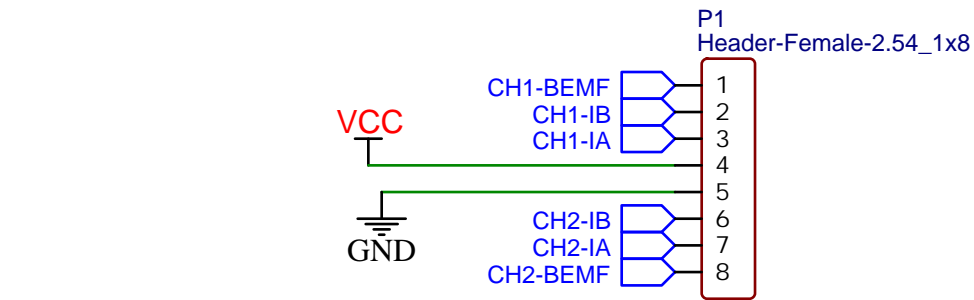 P1
Header-Female-2.54_1x8
CH1-BEMF 1
CH1-IB 2
CH1-IA 3
VCC
4
5
GND
CH2-IB 6
CH2-IA 7
CH2-BEMF 8